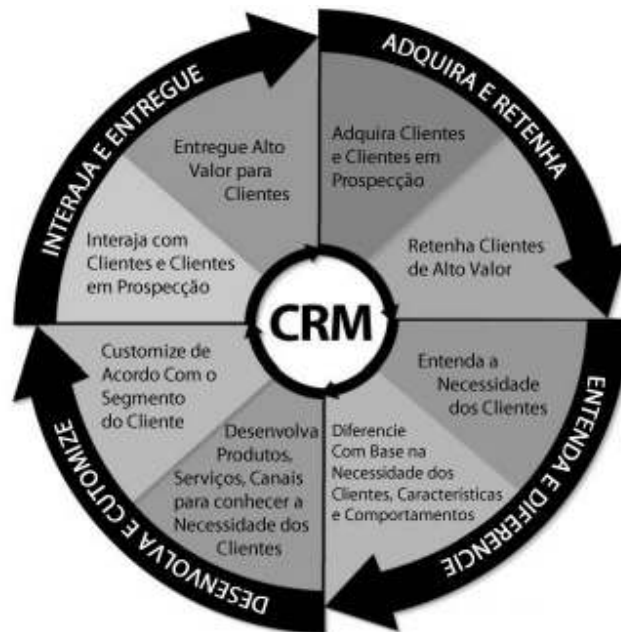 ADQUIRA E RETENHA
Adquira Clientes
e Clientes em
Prospecção
Retenha Clientes
de Alto Valor
ENTENDA E DIFERENCIE
Entenda a
Necessidade
dos Clientes
Diferencie
Com Base na
Necessidade dos
Clientes, Características
e Comportamentos
DESENVOLVA E CUTOMIZE
Desenvolva
Produtos,
Serviços, Canais
para conhecer a
Necessidade dos
Clientes
Customize de
Acordo Com o
Segmento
do Cliente
INTERAJA E ENTREGUE
Interaja com
Clientes e Clientes
em Prospecção
Entregue Alto
Valor para
Clientes
CRM